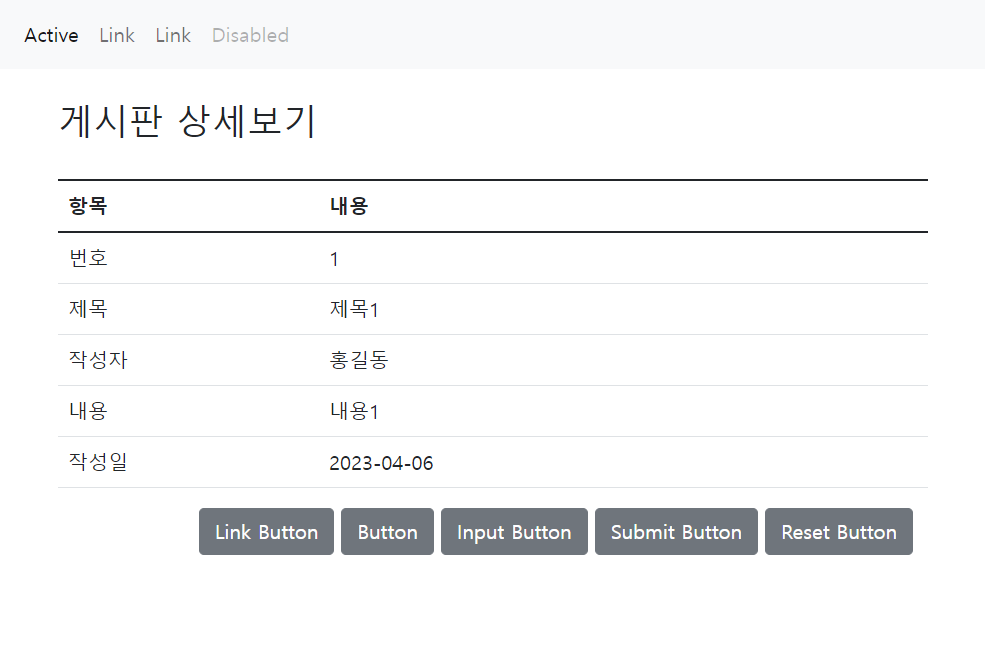 Active Link Link Disabled
게시판 상세보기
항목 내용
번호 1
제목 제목1
작성자 홍길동
내용 내용1
작성일 2023-04-06
Link Button Button Input Button Submit Button Reset Button